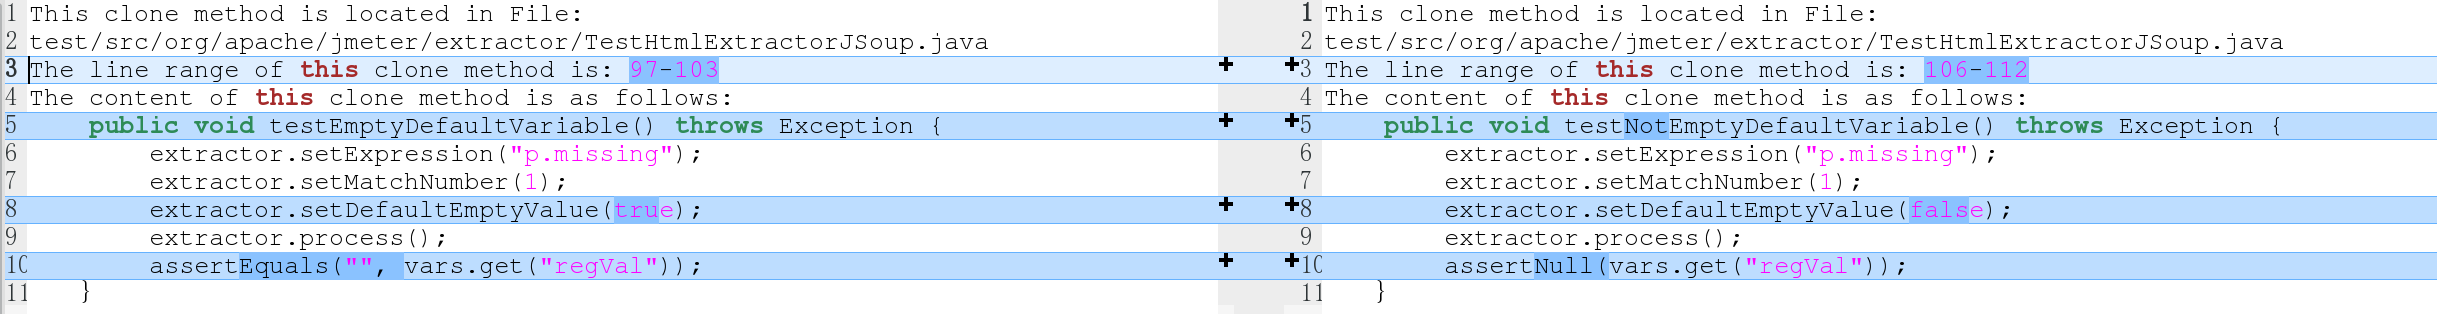 1 This clone method is located in File:
2 test/src/org/apache/jmeter/extractor/TestHtmlExtractorJSoup.java
3 The line range of this clone method is: 97-103
4 The content of this clone method is as follows:
5     public void testEmptyDefaultVariable() throws Exception {
6         extractor.setExpression("p.missing");
7         extractor.setMatchNumber(1);
8         extractor.setDefaultEmptyValue(true);
9         extractor.process();
10         assertEquals("", vars.get("regVal"));
11     }
1 This clone method is located in File:
2 test/src/org/apache/jmeter/extractor/TestHtmlExtractorJSoup.java
3 The line range of this clone method is: 106-112
4 The content of this clone method is as follows:
5     public void testNotEmptyDefaultVariable() throws Exception {
6         extractor.setExpression("p.missing");
7         extractor.setMatchNumber(1);
8         extractor.setDefaultEmptyValue(false);
9         extractor.process();
10         assertNull(vars.get("regVal"));
11     }